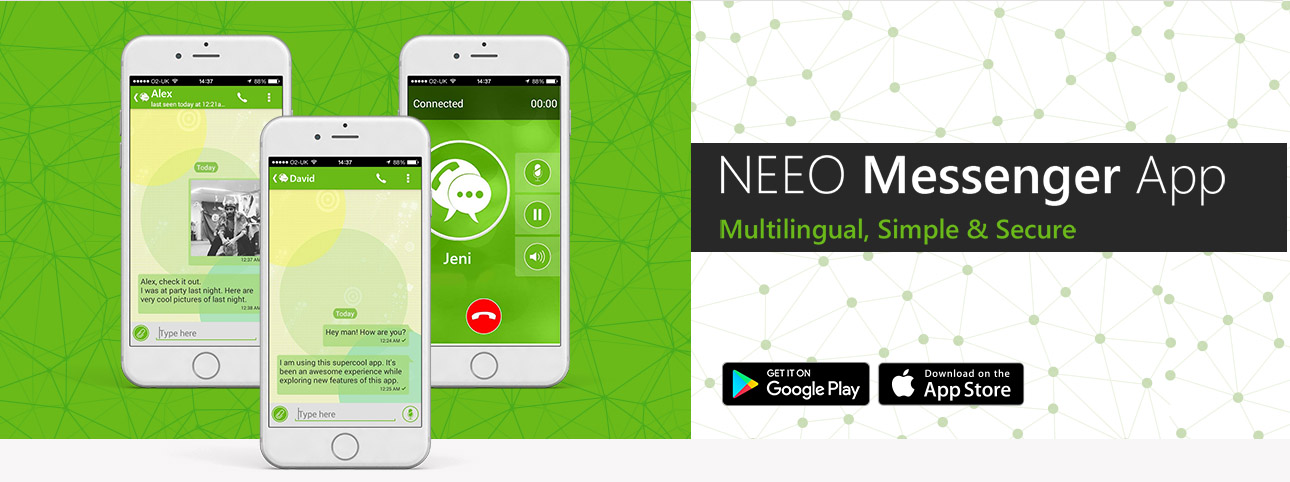 O2-UK 14:37 88%
Alex
last seen today at 12:21a...
Today
12:37 AM
Alex, check it out.
I was at party last night. Here are
very cool pictures of last night.
12:38 AM
Type here
O2-UK 14:37 88%
David
Today
Hey man! How are you?
12:24 AM
I am using this supercool app. It's
been an awesome experience while
exploring new features of this app.
12:25 AM
Type here
O2-UK 14:37 88%
Connected 00:00
Jeni
NEEO Messenger App
Multilingual, Simple & Secure
GET IT ON
Google Play
Download on the
App Store